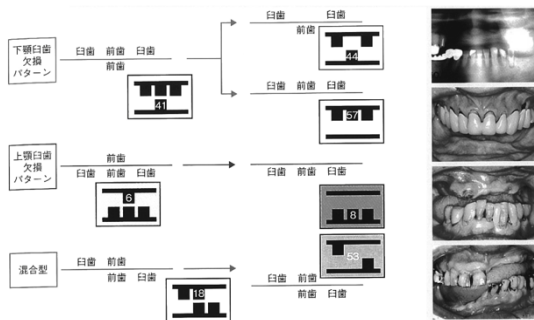 下顎臼歯
欠損
パターン
臼歯 前歯 臼歯
前歯
41
臼歯 臼歯
前歯
44
臼歯 前歯 臼歯
57
上顎臼歯
欠損
パターン
前歯
臼歯 前歯 臼歯
6
臼歯 前歯 臼歯
8
混合型
臼歯 前歯
前歯 臼歯
18
53
臼歯
前歯 臼歯